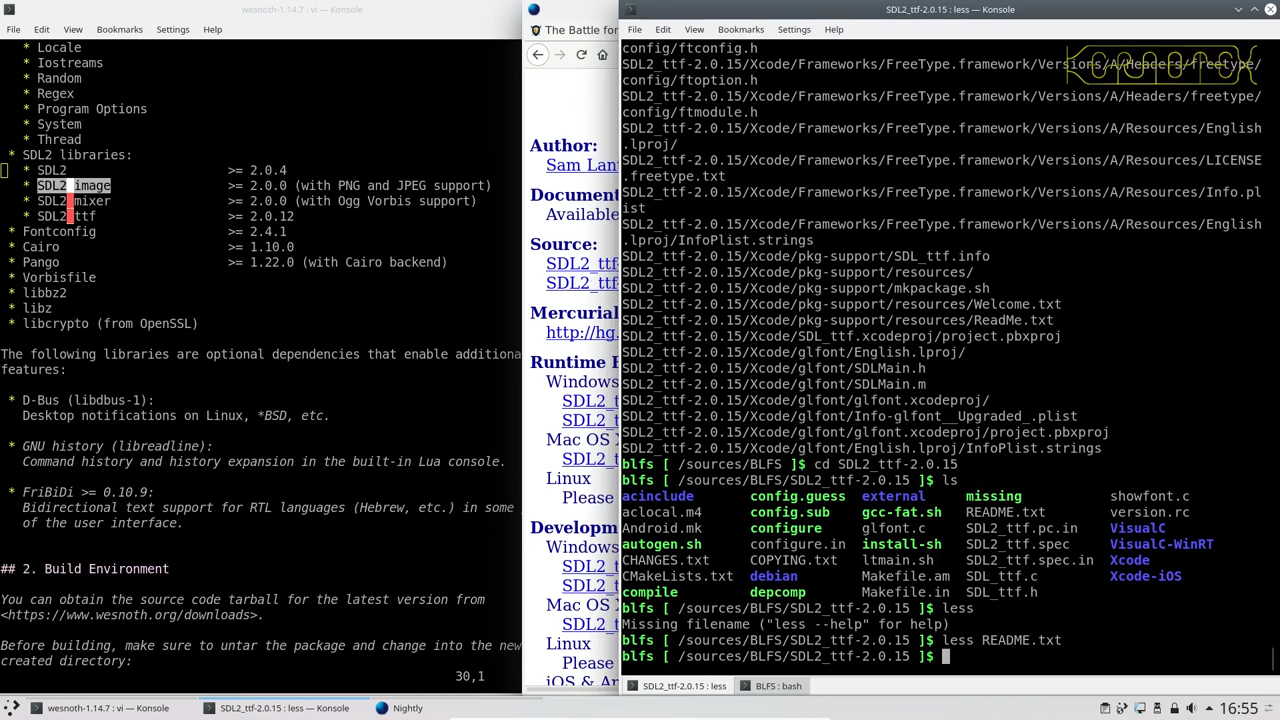 wesnoth-1.14.7 : vi — Konsole
File Edit View Bookmarks Settings Help
* Locale
* Iostreams
* Random
* Regex
* Program Options
* System
* Thread
* SDL2 libraries:
* SDL2 >= 2.0.4
* SDL2_image >= 2.0.0 (with PNG and JPEG support)
* SDL2_mixer >= 2.0.0 (with Ogg Vorbis support)
* SDL2_ttf >= 2.0.12
* Fontconfig >= 2.4.1
* Cairo >= 1.10.0
* Pango >= 1.22.0 (with Cairo backend)
* Vorbisfile
* libbz2
* libz
* libcrypto (from OpenSSL)
The following libraries are optional dependencies that enable additiona
features:
* D-Bus (libdbus-1):
Desktop notifications on Linux, *BSD, etc.
* GNU history (libreadline):
Command history and history expansion in the built-in Lua console.
* FriBiDi >= 0.10.9:
Bidirectional text support for RTL languages (Hebrew, etc.) in some
of the user interface.
## 2. Build Environment
You can obtain the source code tarball for the latest version from
<https://www.wesnoth.org/downloads>.
Before building, make sure to untar the package and change into the new
created directory:
30,1
The Battle for
Author:
Sam Lant
Document
Available
Source:
SDL2_ttf-
SDL2_ttf-
Mercurial
http://hg.
Runtime B
Windows
SDL2_t
SDL2_t
Mac OS X
SDL2_t
Linux
Please
Developm
Windows
SDL2_t
SDL2_t
Mac OS X
SDL2_t
Linux
Please
iOS & An
SDL2_ttf-2.0.15 : less — Konsole
File Edit View Bookmarks Settings Help
config/ftconfig.h
SDL2_ttf-2.0.15/Xcode/Frameworks/FreeType.framework/Versions/A/Headers/freetype/
config/ftoption.h
SDL2_ttf-2.0.15/Xcode/Frameworks/FreeType.framework/Versions/A/Headers/freetype/
config/ftmodule.h
SDL2_ttf-2.0.15/Xcode/Frameworks/FreeType.framework/Versions/A/Resources/English
.lproj/
SDL2_ttf-2.0.15/Xcode/Frameworks/FreeType.framework/Versions/A/Resources/LICENSE
.freetype.txt
SDL2_ttf-2.0.15/Xcode/Frameworks/FreeType.framework/Versions/A/Resources/Info.pl
ist
SDL2_ttf-2.0.15/Xcode/Frameworks/FreeType.framework/Versions/A/Resources/English
.lproj/InfoPlist.strings
SDL2_ttf-2.0.15/Xcode/pkg-support/SDL_ttf.info
SDL2_ttf-2.0.15/Xcode/pkg-support/resources/
SDL2_ttf-2.0.15/Xcode/pkg-support/mkpackage.sh
SDL2_ttf-2.0.15/Xcode/pkg-support/resources/Welcome.txt
SDL2_ttf-2.0.15/Xcode/pkg-support/resources/ReadMe.txt
SDL2_ttf-2.0.15/Xcode/SDL_ttf.xcodeproj/project.pbxproj
SDL2_ttf-2.0.15/Xcode/glfont/English.lproj/
SDL2_ttf-2.0.15/Xcode/glfont/SDLMain.h
SDL2_ttf-2.0.15/Xcode/glfont/SDLMain.m
SDL2_ttf-2.0.15/Xcode/glfont/glfont.xcodeproj/
SDL2_ttf-2.0.15/Xcode/glfont/Info-glfont__Upgraded_.plist
SDL2_ttf-2.0.15/Xcode/glfont/glfont.xcodeproj/project.pbxproj
SDL2_ttf-2.0.15/Xcode/glfont/English.lproj/InfoPlist.strings
blfs [ /sources/BLFS ]$ cd SDL2_ttf-2.0.15
blfs [ /sources/BLFS/SDL2_ttf-2.0.15 ]$ ls
acinclude config.guess external missing showfont.c
aclocal.m4 config.sub gcc-fat.sh README.txt version.rc
Android.mk configure glfont.c SDL2_ttf.pc.in VisualC
autogen.sh configure.in install-sh SDL2_ttf.spec VisualC-WinRT
CHANGES.txt COPYING.txt ltmain.sh SDL2_ttf.spec.in Xcode
CMakeLists.txt debian Makefile.am SDL_ttf.c Xcode-iOS
compile depcomp Makefile.in SDL_ttf.h
blfs [ /sources/BLFS/SDL2_ttf-2.0.15 ]$ less
Missing filename ("less --help" for help)
blfs [ /sources/BLFS/SDL2_ttf-2.0.15 ]$ less README.txt
blfs [ /sources/BLFS/SDL2_ttf-2.0.15 ]$
SDL2_ttf-2.0.15 : less BLFS : bash
wesnoth-1.14.7 : vi — Konsole SDL2_ttf-2.0.15 : less — Konsole Nightly 16:55